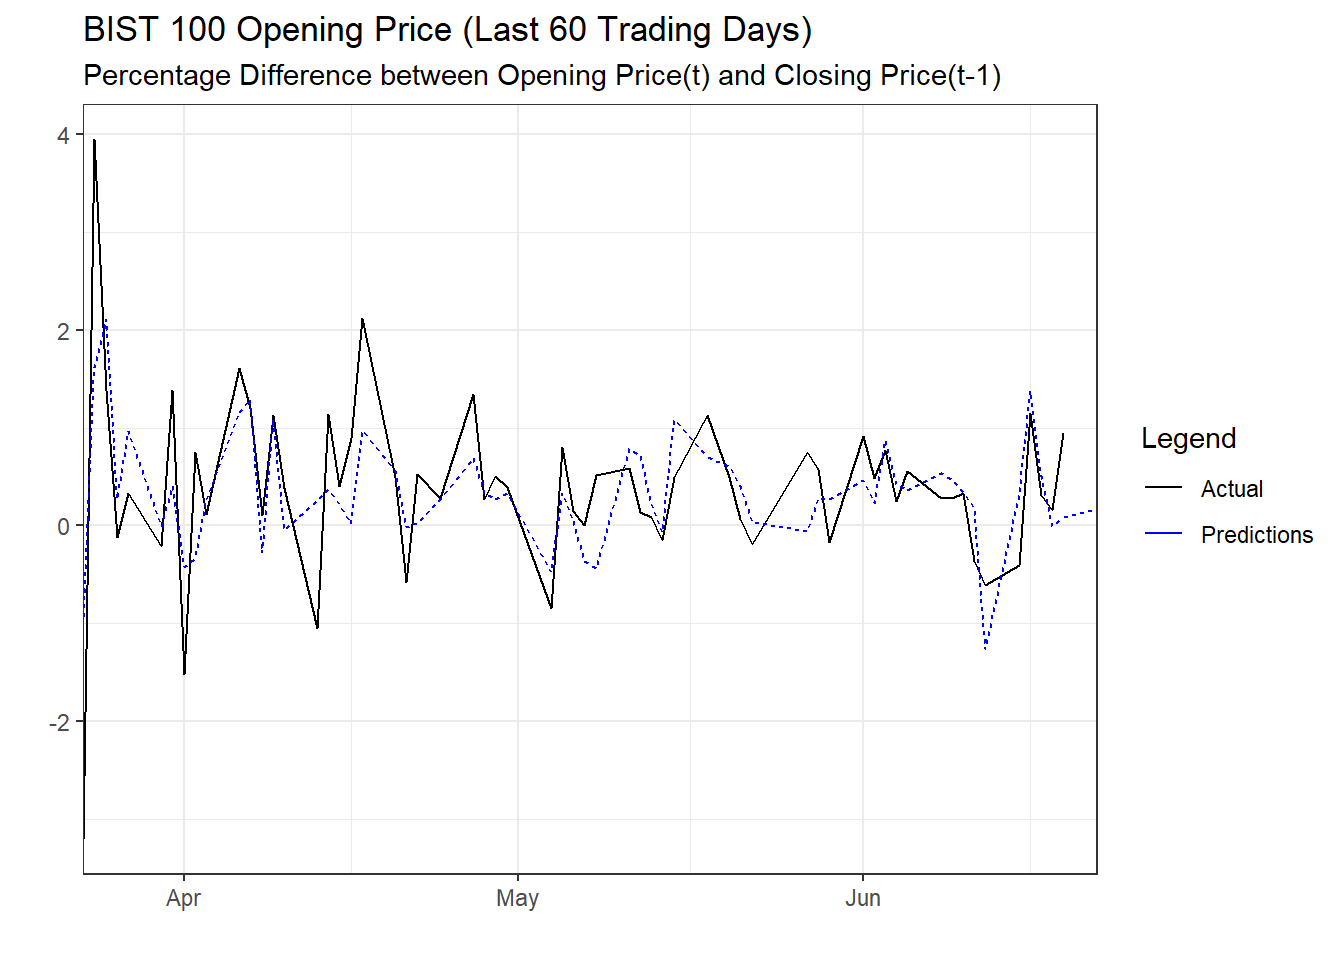 BIST 100 Opening Price (Last 60 Trading Days)
Percentage Difference between Opening Price(t) and Closing Price(t-1)
4
2
0
-2
Apr
May
Jun
Legend
Actual
Predictions